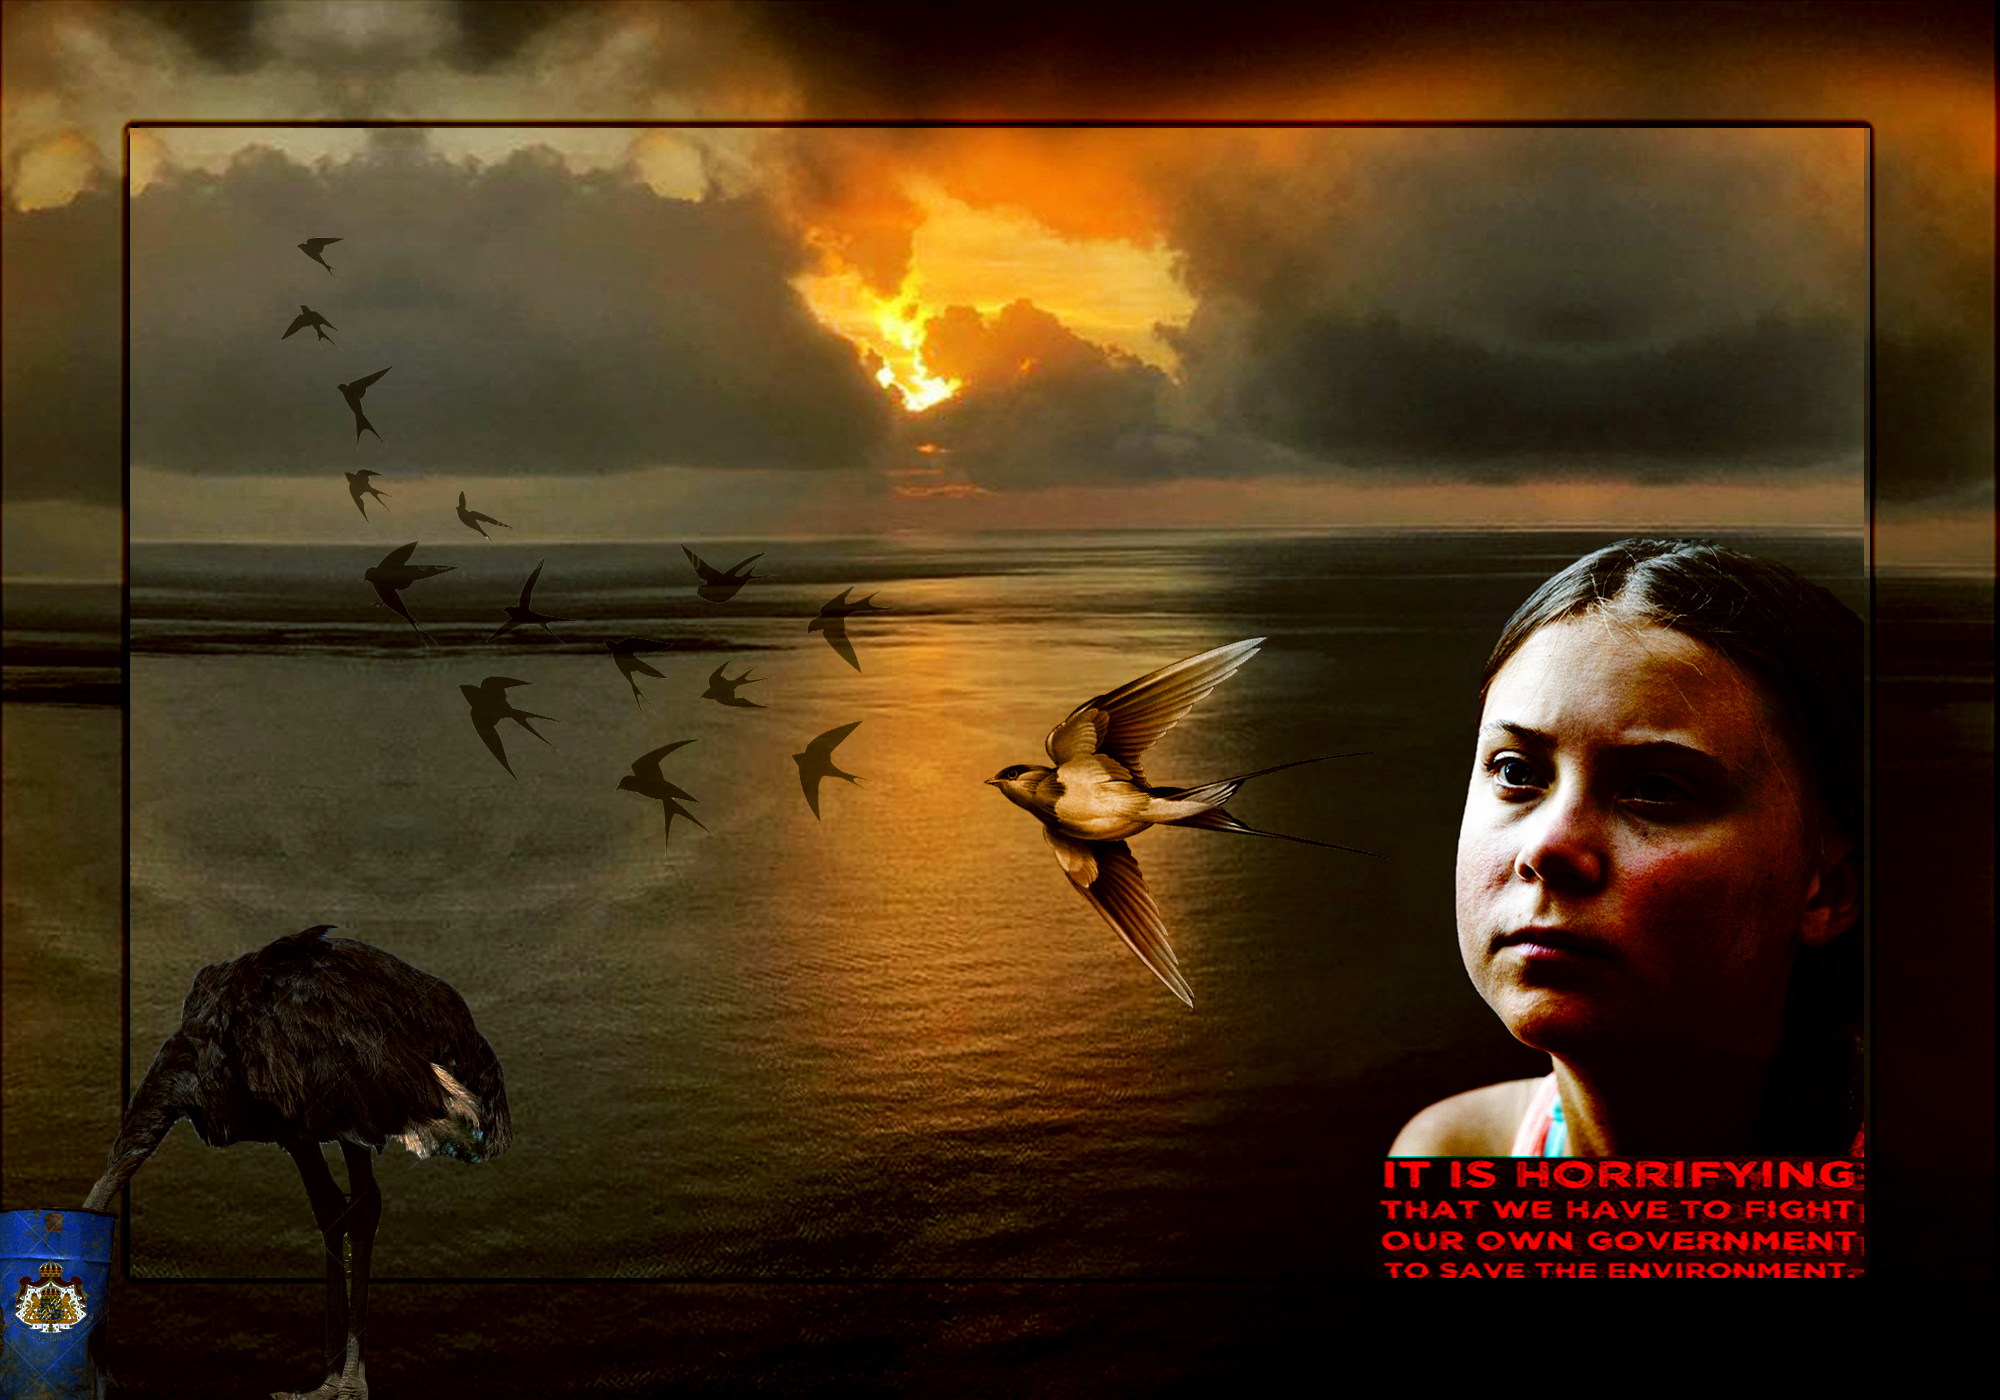 IT IS HORRIFYING
THAT WE HAVE TO FIGHT
OUR OWN GOVERNMENT
TO SAVE THE ENVIRONMENT.